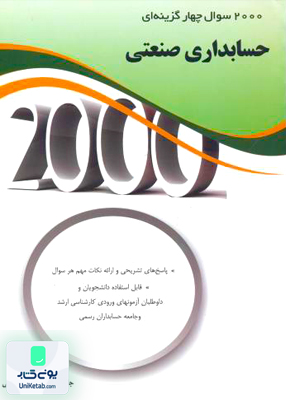 ۲۰۰۰ سوال چهار گزینه‌ای
حسابداری صنعتی
2000
» پاسخ‌های تشریحی و ارائه نکات مهم هر سوال
» قابل استفاده دانشجویان و
داوطلبان آزمونهای ورودی کارشناسی ارشد
وجامعه حسابداران رسمی
یونی کتاب
UniKetab.com